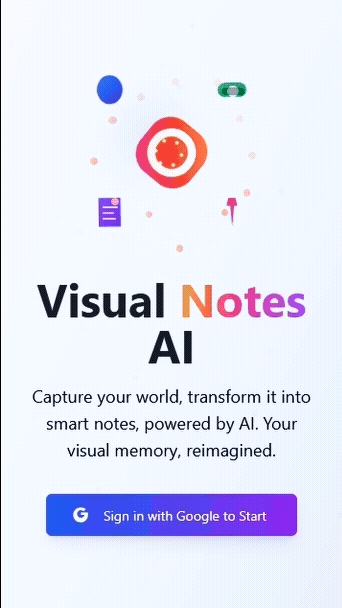 Visual Notes
AI
Capture your world, transform it into
smart notes, powered by AI. Your
visual memory, reimagined.
G Sign in with Google to Start